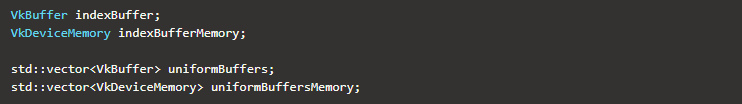 VkBuffer indexBuffer;
VkDeviceMemory indexBufferMemory;
std::vector<VkBuffer> uniformBuffers;
std::vector<VkDeviceMemory> uniformBuffersMemory;